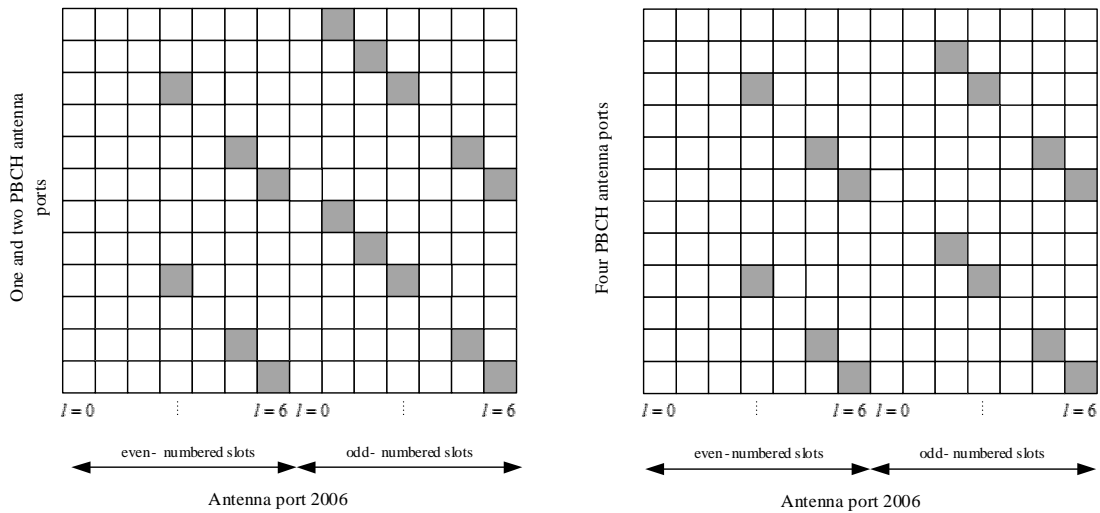 One and two PBCH antenna
ports
l = 0
⋮
l = 6
l = 0
⋮
l = 6
even- numbered slots
odd- numbered slots
Antenna port 2006
Four PBCH antenna ports
l = 0
⋮
l = 6
l = 0
⋮
l = 6
even-numbered slots
odd-numbered slots
Antenna port 2006